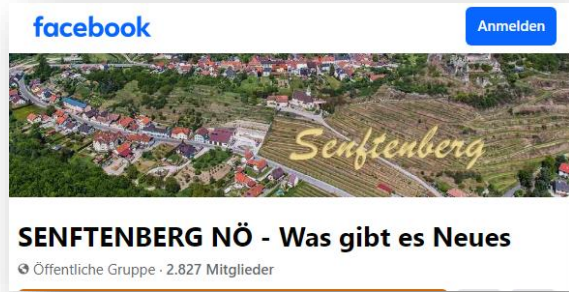 facebook
Anmelden
Senftenberg
SENFTENBERG NÖ - Was gibt es Neues
Öffentliche Gruppe · 2.827 Mitglieder